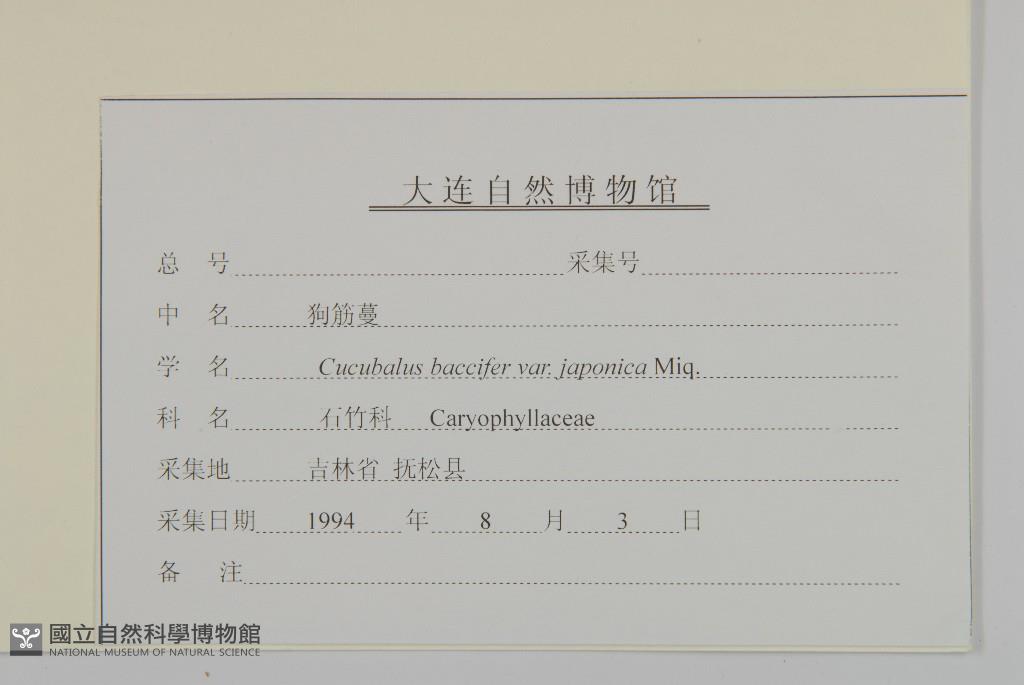 大连自然博物馆
总 号 采集号
中 名 狗筋蔓
学 名 Cucubalus baccifer var. japonica Miq.
科 名 石竹科 Caryophyllaceae
采集地 吉林省 抚松县
采集日期 1994 年 8 月 3 日
备 注
國立自然科學博物館
NATIONAL MUSEUM OF NATURAL SCIENCE